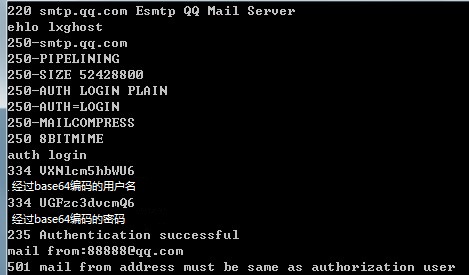 220 smtp.qq.com Esmtp QQ Mail Server
ehlo lxghost
250-smtp.qq.com
250-PIPELINING
250-SIZE 52428800
250-AUTH LOGIN PLAIN
250-AUTH=LOGIN
250-MAILCOMPRESS
250 8BITMIME
auth login
334 VXNlcm5hbWU6
经过base64编码的用户名
334 UGFzc3dvcmQ6
经过base64编码的密码
235 Authentication successful
mail from:88888@qq.com
501 mail from address must be same as authorization user